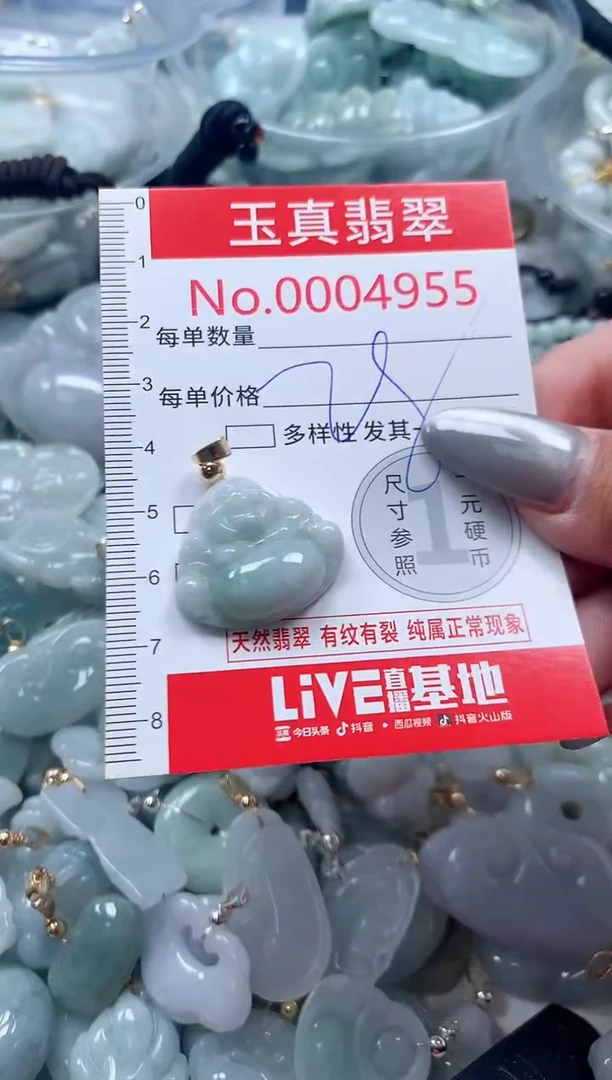 玉真翡翠
No.0004955
每单数量
每单价格
多样性 发其
尺寸参照
1
一元硬币
天然翡翠 有纹有裂 纯属正常现象
LiVE直播基地
今日头条 抖音 西瓜视频 抖音火山版
0
1
2
3
4
5
6
7
8